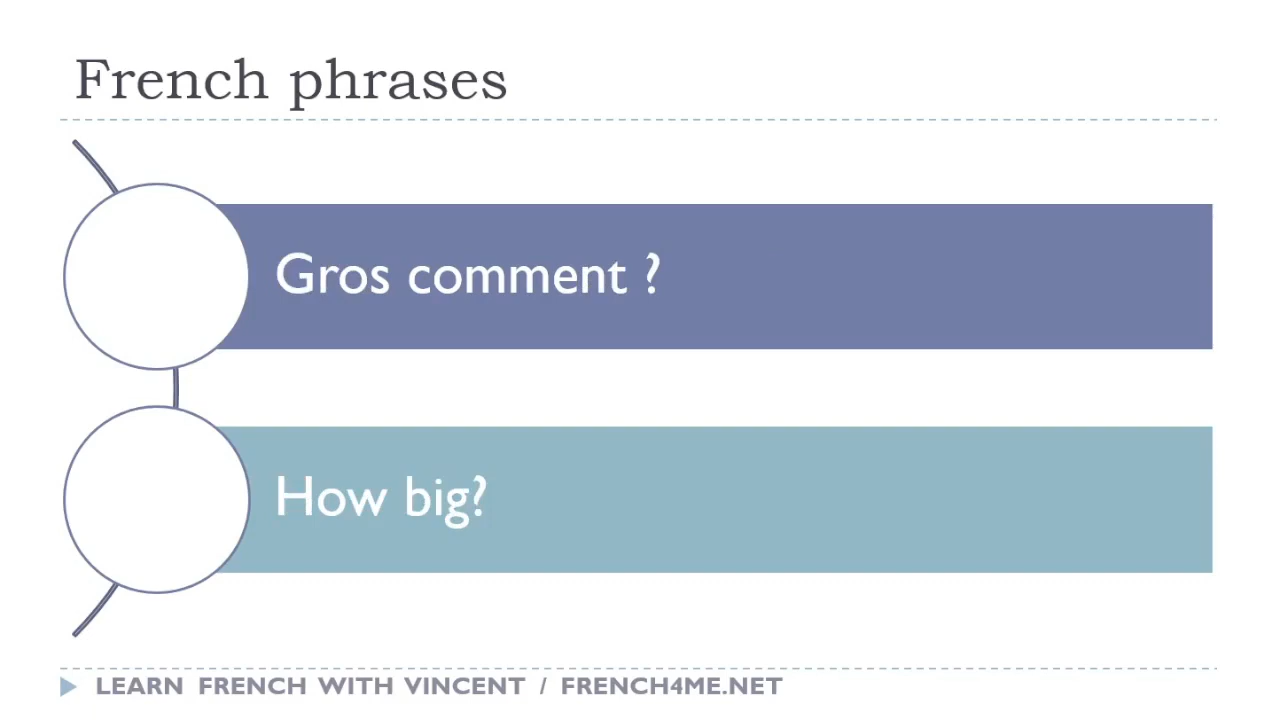 French phrases
Gros comment ?
How big?
LEARN FRENCH WITH VINCENT / FRENCH4ME.NET